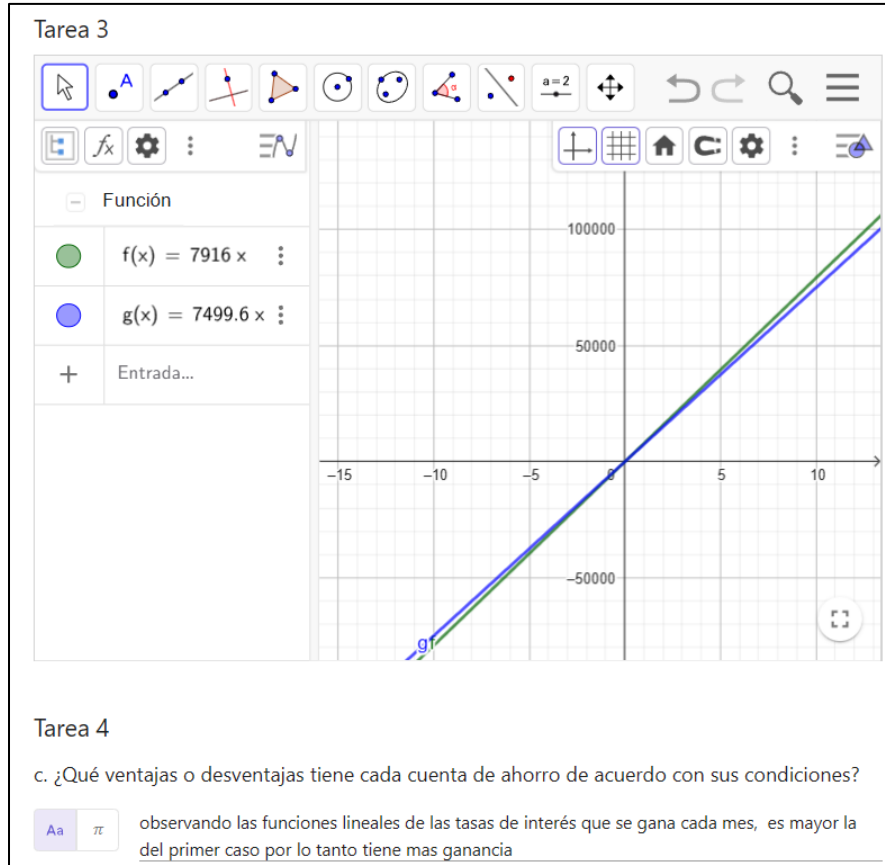 Tarea 3
A
α
a=2
fx
Función
f(x) = 7916 x
g(x) = 7499.6 x
Entrada...
100000
50000
−15
−10
−5
0
5
10
−50000
g
f
Tarea 4
c. ¿Qué ventajas o desventajas tiene cada cuenta de ahorro de acuerdo con sus condiciones?
Aa
π
observando las funciones lineales de las tasas de interés que se gana cada mes, es mayor la
del primer caso por lo tanto tiene mas ganancia